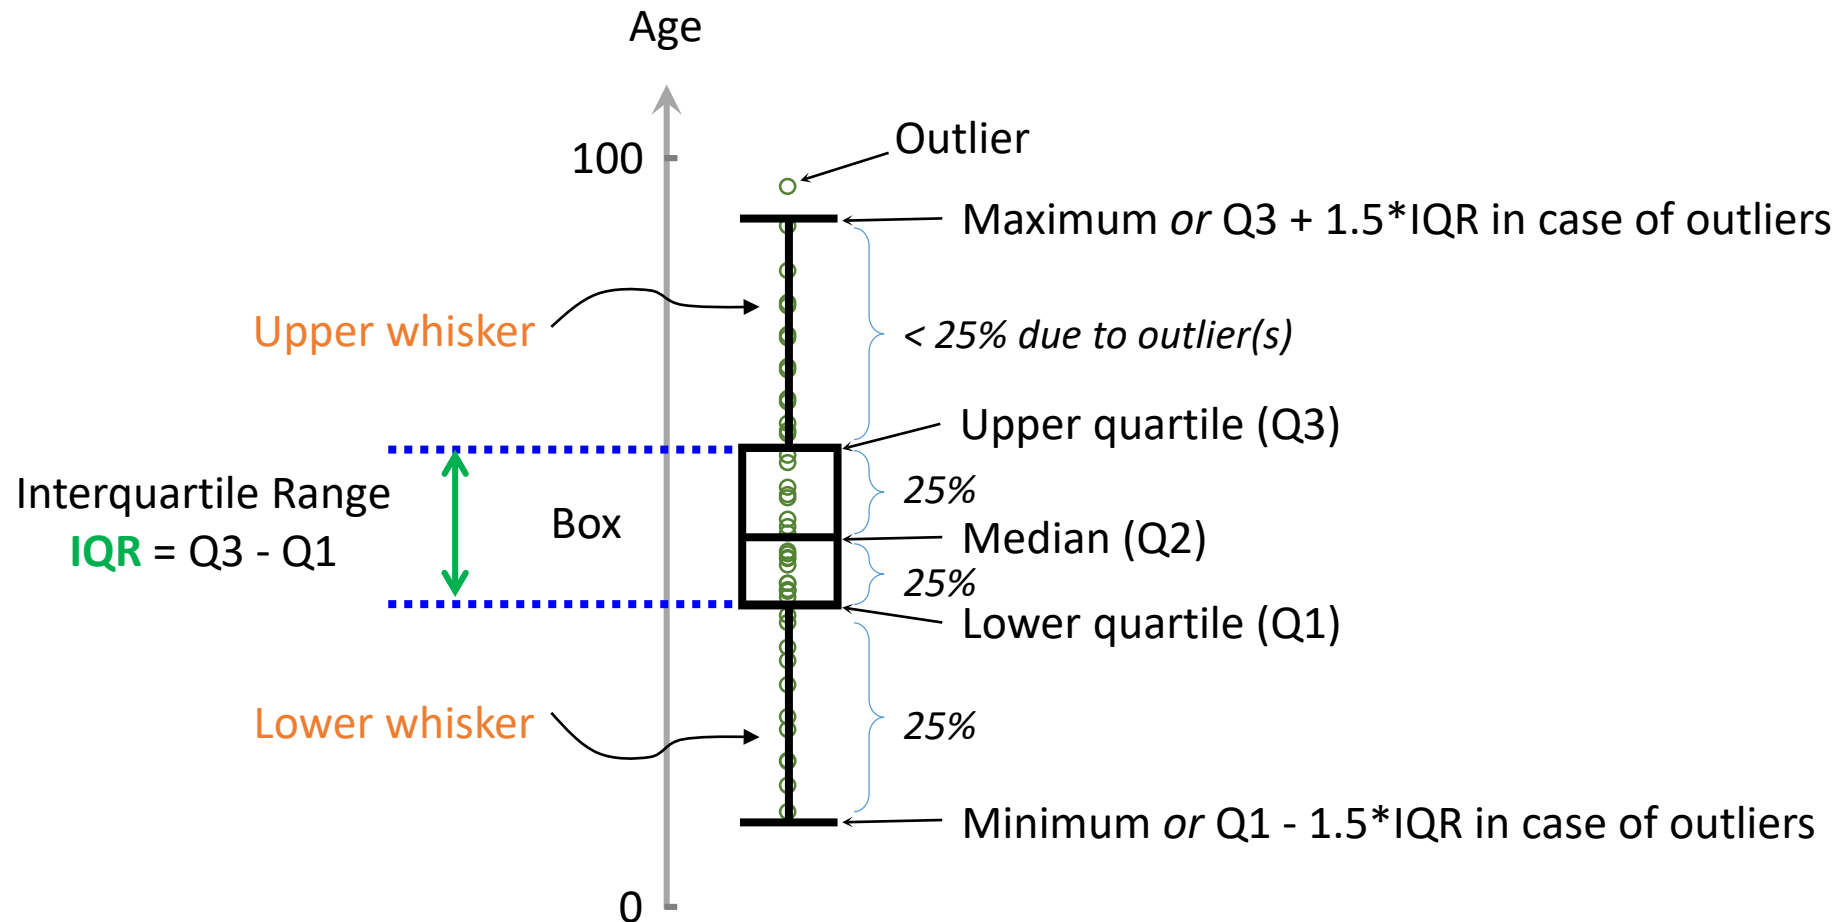 Age
100
Outlier
Maximum or Q3 + 1.5*IQR in case of outliers
Upper whisker
< 25% due to outlier(s)
Upper quartile (Q3)
Interquartile Range
IQR = Q3 - Q1
Box
25%
Median (Q2)
25%
Lower quartile (Q1)
Lower whisker
25%
Minimum or Q1 - 1.5*IQR in case of outliers
0